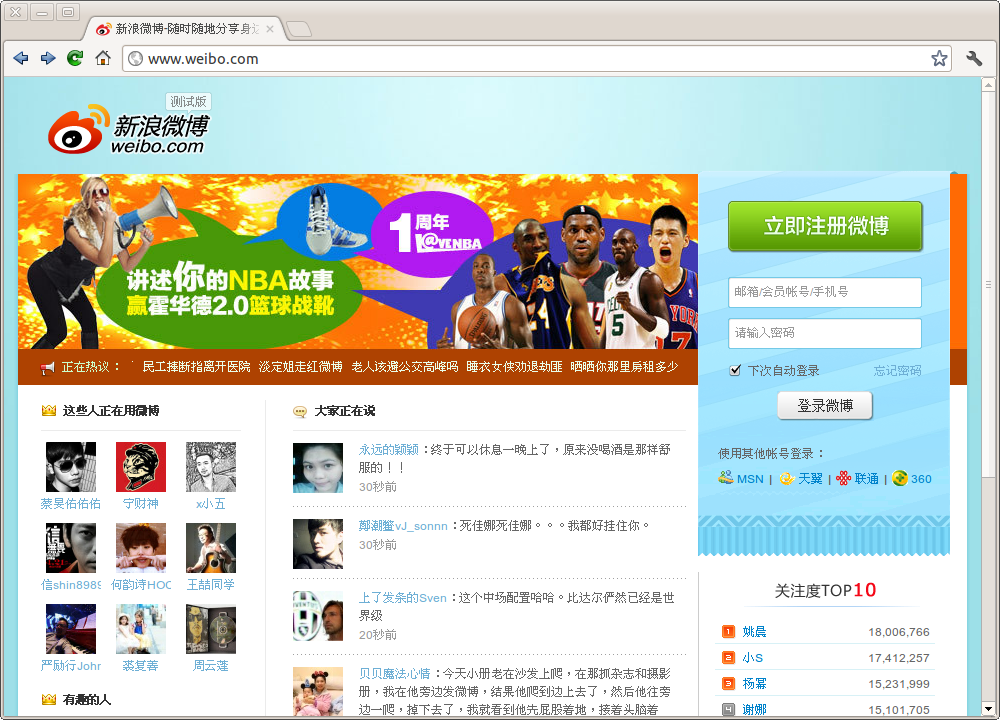 新浪微博-随时随地分享身边
www.weibo.com
测试版
新浪微博
weibo.com
1周年
@VENBA
讲述你的NBA故事
赢霍华德2.0篮球战靴
24
5
17
正在热议：
民工捧断指离开医院 淡定姐走红微博 老人该避公交高峰吗 睡衣女侠劝退劫匪 晒晒你那里房租多少
立即注册微博
邮箱/会员帐号/手机号
请输入密码
下次自动登录 忘记密码
登录微博
使用其他帐号登录：
MSN | 天翼 | 联通 | 360
这些人正在用微博
蔡旻佑佑佑 宁财神 x小五
信shin8989 何韵诗HOC 王喆同学
严励行John 裘复菁 周云蓬
有趣的人
大家正在说
永远的颖颖：终于可以休息一晚上了，原来没喝酒是那样舒
服的！！
30秒前
鄭潮蟹vJ_sonnn：死佳娜死佳娜。。。我都好挂住你。
30秒前
上了发条的Sven：这个中场配置哈哈。比达尔俨然已经是世
界级
20秒前
贝贝魔法心情：今天小册老在沙发上爬，在那抓杂志和摄影
册，我在他旁边发微博，结果他爬到边上去了，然后他往旁
边一爬，掉下去了，我就看到他先屁股着地，接着头脑着
关注度TOP10
1 姚晨 18,006,766
2 小S 17,412,257
3 杨幂 15,231,999
4 谢娜 15,101,705